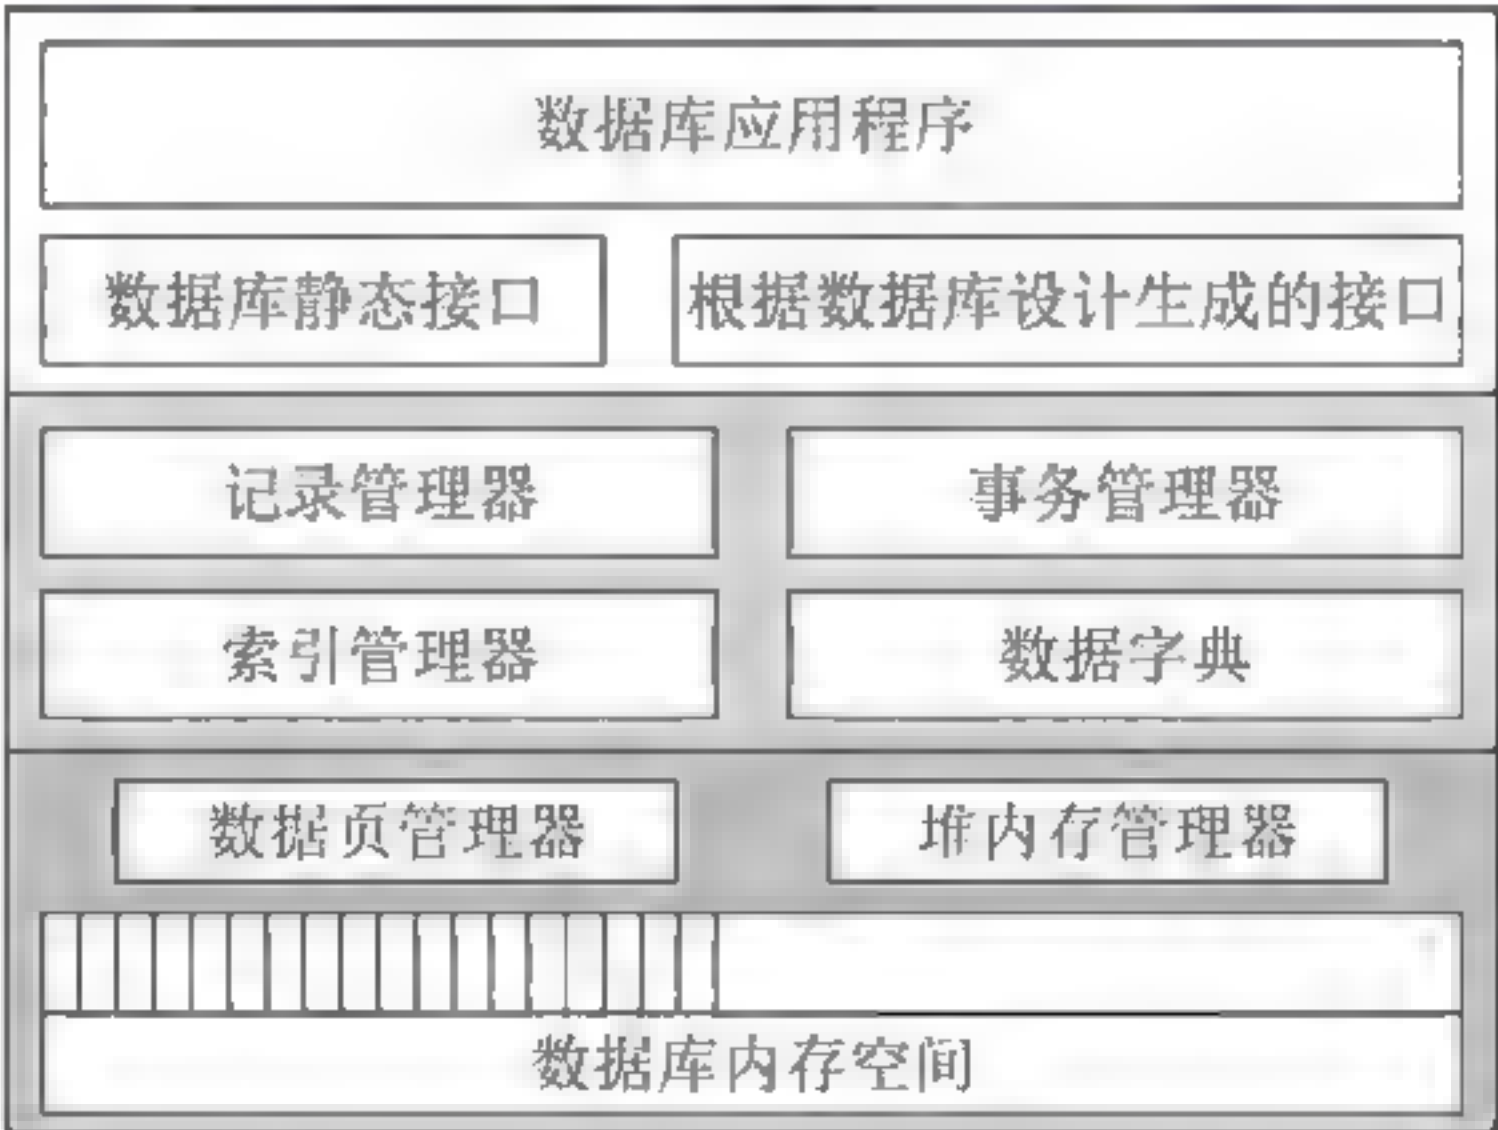 数据库应用程序
数据库静态接口
根据数据库设计生成的接口
记录管理器
事务管理器
索引管理器
数据字典
数据页管理器
堆内存管理器
数据库内存空间